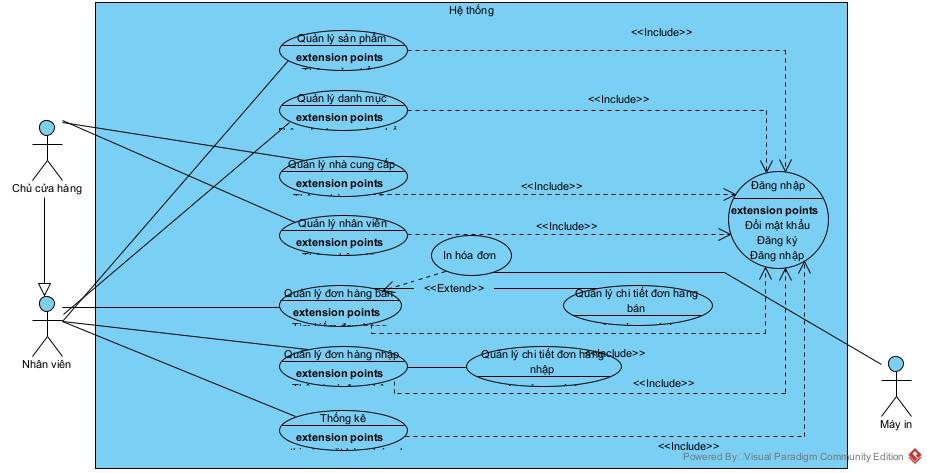 Hệ thống
Quản lý sản phẩm
extension points
<<Include>>
Quản lý danh mục
extension points
<<Include>>
Chủ cửa hàng
Quản lý nhà cung cấp
extension points
<<Include>>
Đăng nhập
extension points
Đổi mật khẩu
Đăng ký
Đăng nhập
Quản lý nhân viên
extension points
<<Include>>
In hóa đơn
<<Extend>>
Quản lý đơn hàng bán
extension points
Quản lý chi tiết đơn hàng
bán
Nhân viên
Quản lý đơn hàng nhập
extension points
Quản lý chi tiết đơn hàng
nhập
<<Include>>
<<Include>>
Máy in
Thống kê
extension points
<<Include>>
Powered By: Visual Paradigm Community Edition